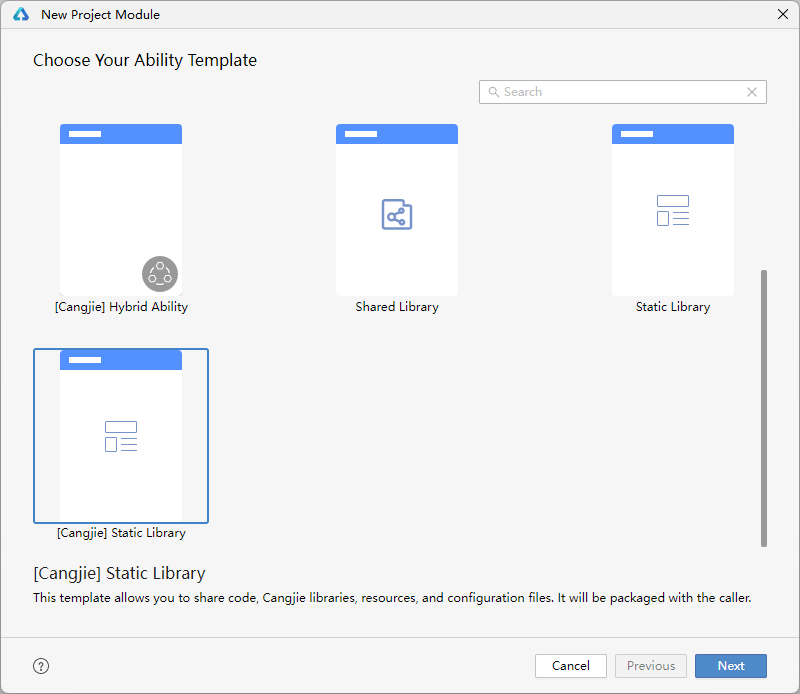 New Project Module
Choose Your Ability Template
Search
[Cangjie] Hybrid Ability
Shared Library
Static Library
[Cangjie] Static Library
[Cangjie] Static Library
This template allows you to share code, Cangjie libraries, resources, and configuration files. It will be packaged with the caller.
?
Cancel
Previous
Next